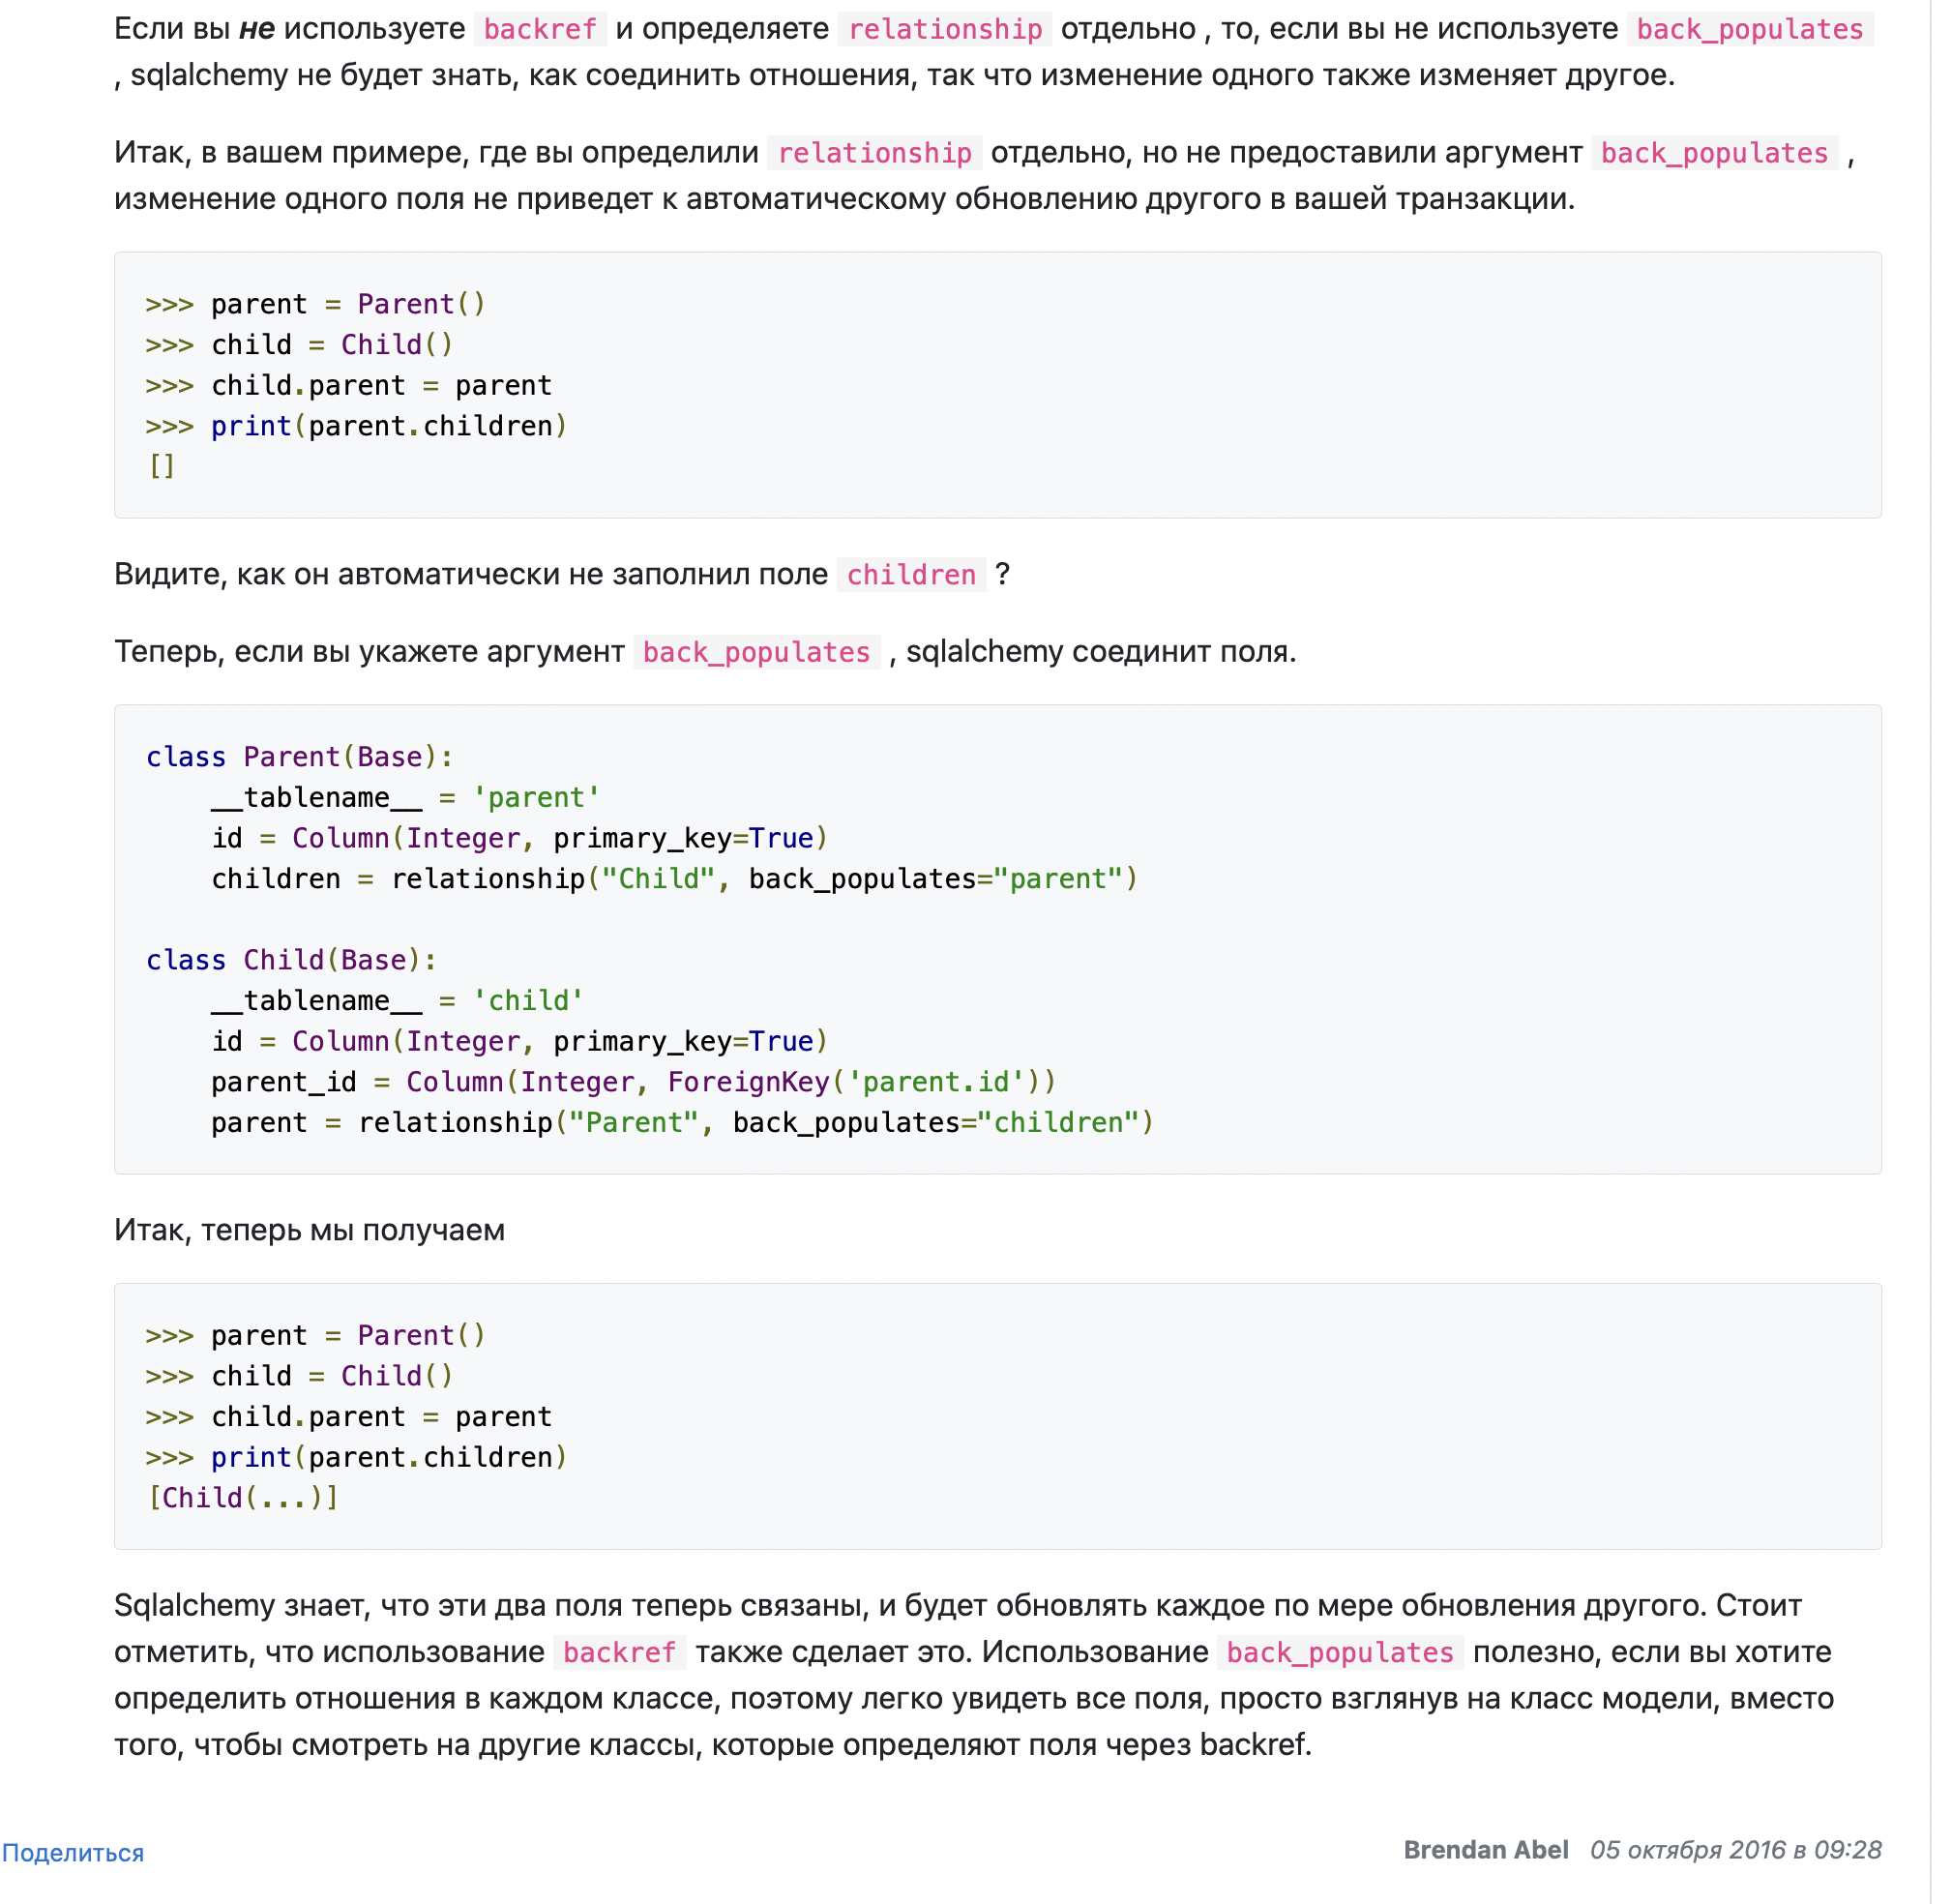 Если вы не используете backref и определяете relationship отдельно , то, если вы не используете back_populates
, sqlalchemy не будет знать, как соединить отношения, так что изменение одного также изменяет другое.
Итак, в вашем примере, где вы определили relationship отдельно, но не предоставили аргумент back_populates ,
изменение одного поля не приведет к автоматическому обновлению другого в вашей транзакции.
>>> parent = Parent()
>>> child = Child()
>>> child.parent = parent
>>> print(parent.children)
[]
Видите, как он автоматически не заполнил поле children ?
Теперь, если вы укажете аргумент back_populates , sqlalchemy соединит поля.
class Parent(Base):
    __tablename__ = 'parent'
    id = Column(Integer, primary_key=True)
    children = relationship("Child", back_populates="parent")
class Child(Base):
    __tablename__ = 'child'
    id = Column(Integer, primary_key=True)
    parent_id = Column(Integer, ForeignKey('parent.id'))
    parent = relationship("Parent", back_populates="children")
Итак, теперь мы получаем
>>> parent = Parent()
>>> child = Child()
>>> child.parent = parent
>>> print(parent.children)
[Child(...)]
Sqlalchemy знает, что эти два поля теперь связаны, и будет обновлять каждое по мере обновления другого. Стоит
отметить, что использование backref также сделает это. Использование back_populates полезно, если вы хотите
определить отношения в каждом классе, поэтому легко увидеть все поля, просто взглянув на класс модели, вместо
того, чтобы смотреть на другие классы, которые определяют поля через backref.
Поделиться
Brendan Abel 05 октября 2016 в 09:28